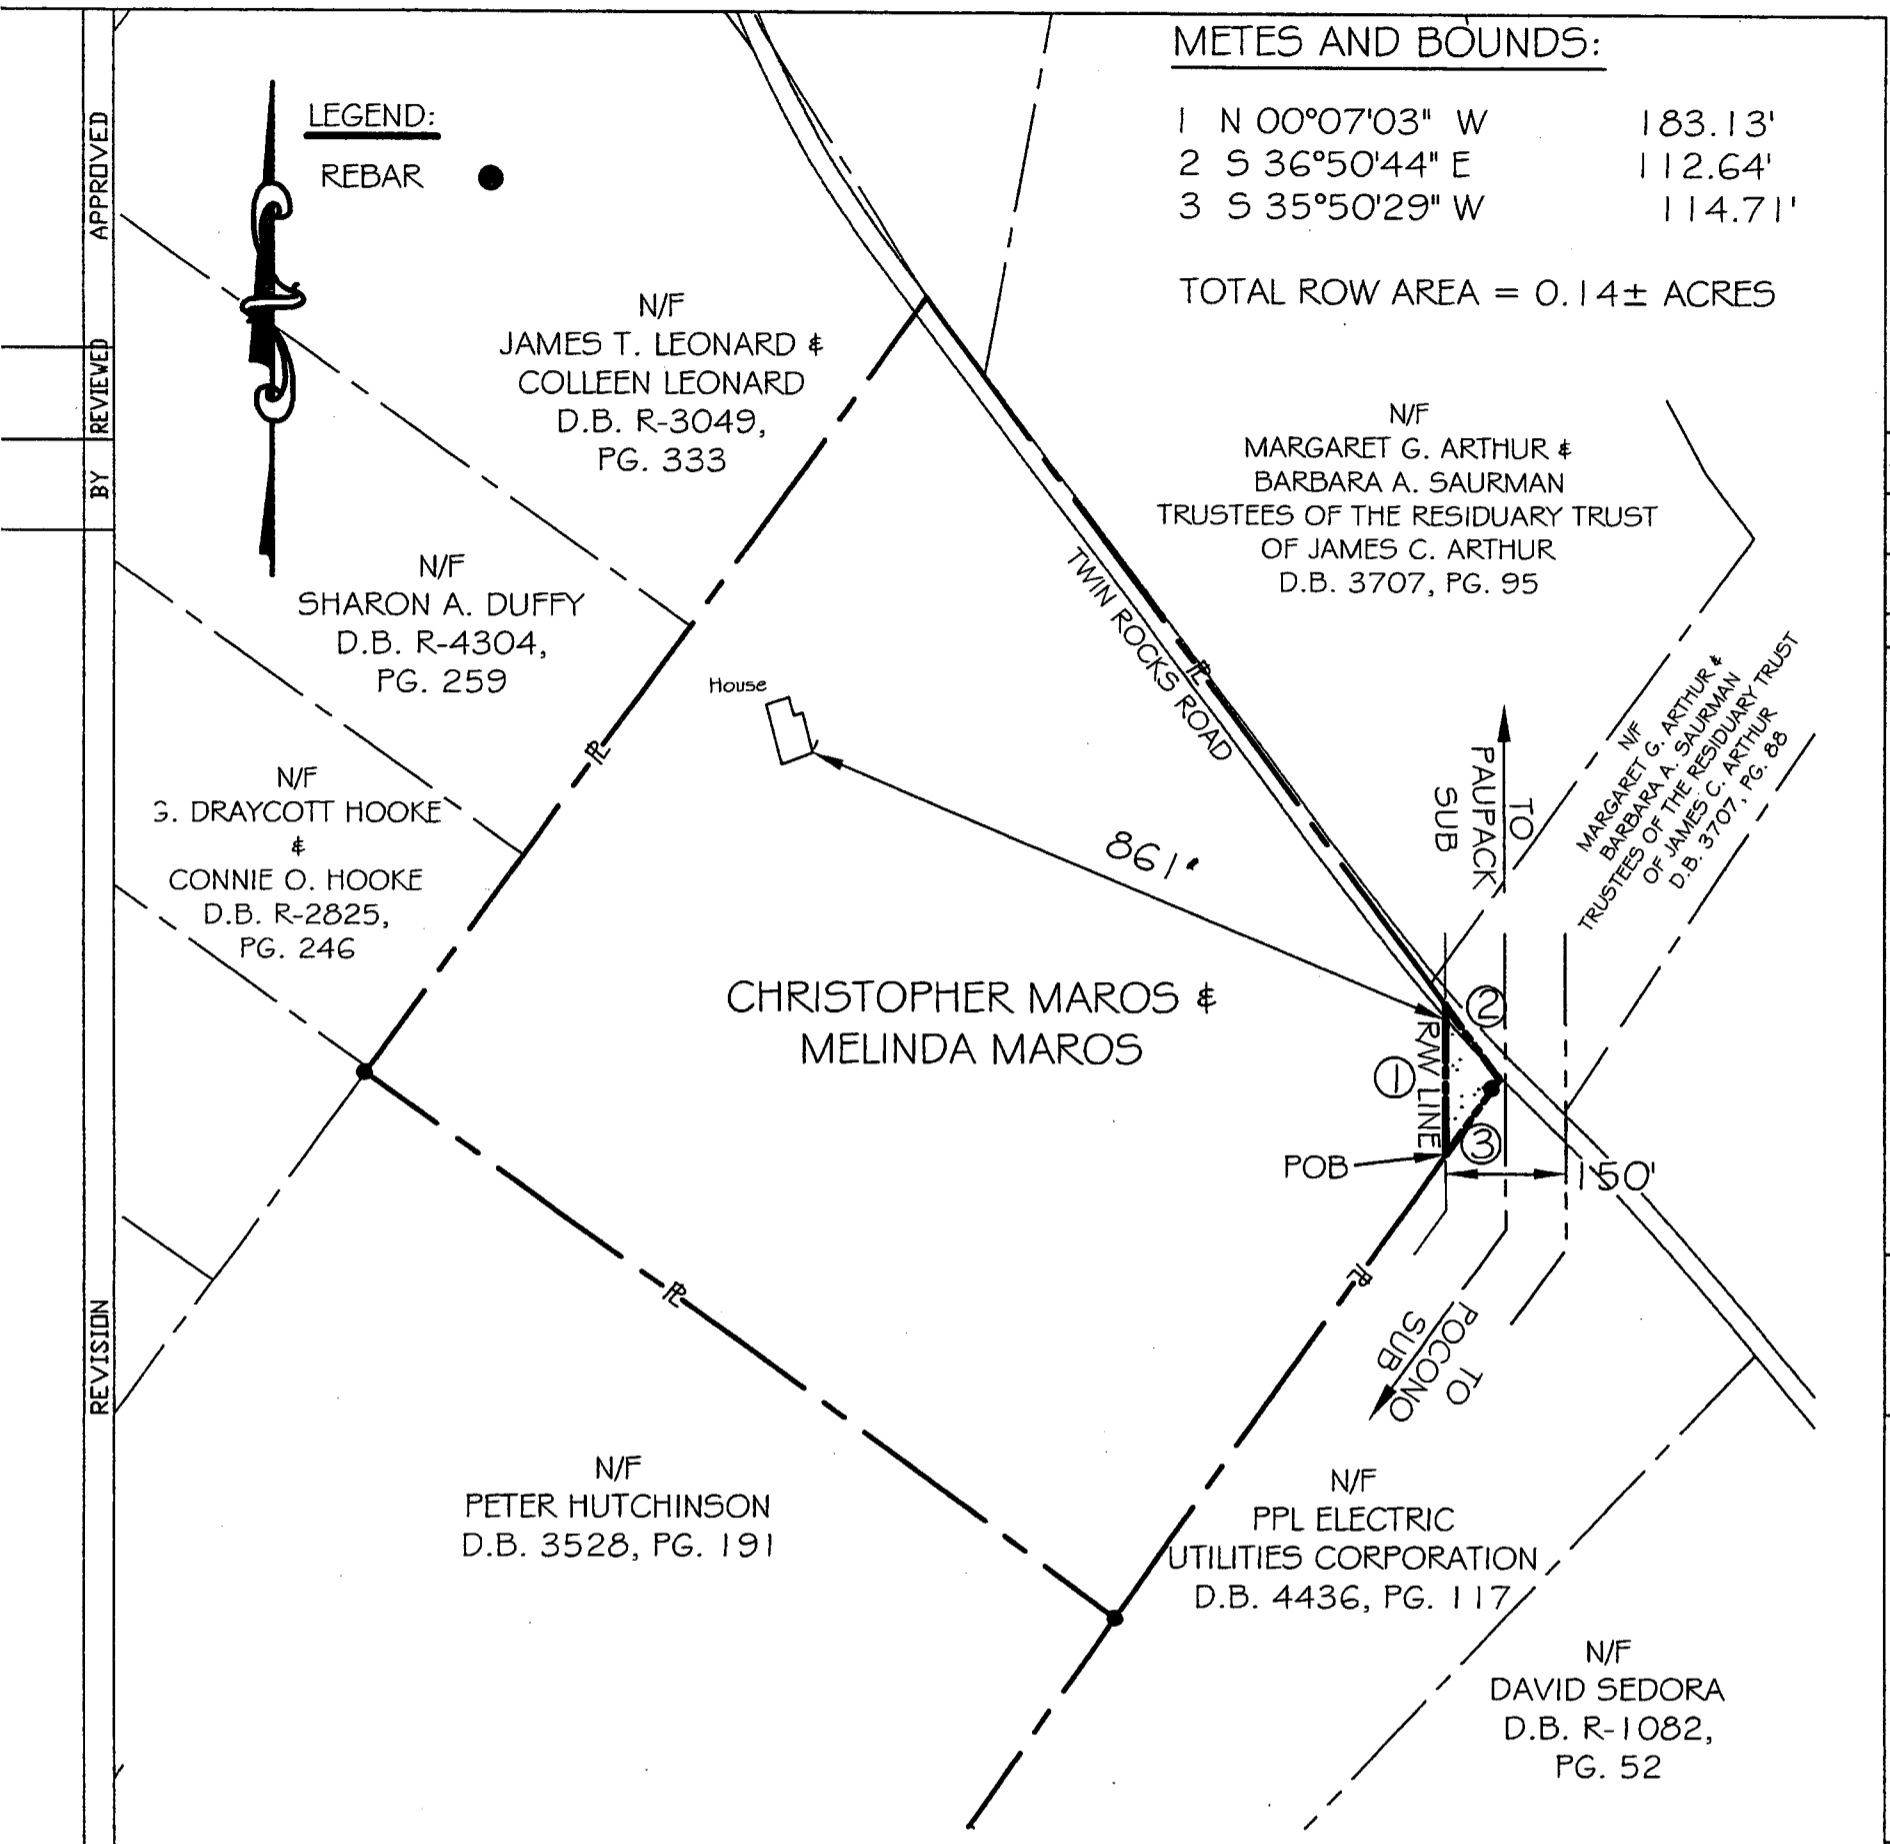 METES AND BOUNDS:
1 N 00°07'03" W 183.13'
2 S 36°50'44" E 112.64'
3 S 35°50'29" W 114.71'
TOTAL ROW AREA = 0.14± ACRES
LEGEND:
REBAR
APPROVED
REVIEWED
BY
REVISION
N/F
JAMES T. LEONARD &
COLLEEN LEONARD
D.B. R-3049,
PG. 333
N/F
MARGARET G. ARTHUR &
BARBARA A. SAURMAN
TRUSTEES OF THE RESIDUARY TRUST
OF JAMES C. ARTHUR
D.B. 3707, PG. 95
N/F
SHARON A. DUFFY
D.B. R-4304,
PG. 259
TWIN ROCKS ROAD
PL
House
PL
N/F
MARGARET G. ARTHUR &
BARBARA A. SAURMAN
TRUSTEES OF THE RESIDUARY TRUST
OF JAMES C. ARTHUR
D.B. 3707, PG. 88
TO
PAUPACK
SUB
N/F
G. DRAYCOTT HOOKE
&
CONNIE O. HOOKE
D.B. R-2825,
PG. 246
861'
CHRISTOPHER MAROS &
MELINDA MAROS
2
R/W LINE
1
3
POB
150'
PL
PL
TO
POCONO
SUB
N/F
PETER HUTCHINSON
D.B. 3528, PG. 191
N/F
PPL ELECTRIC
UTILITIES CORPORATION
D.B. 4436, PG. 117
N/F
DAVID SEDORA
D.B. R-1082,
PG. 52